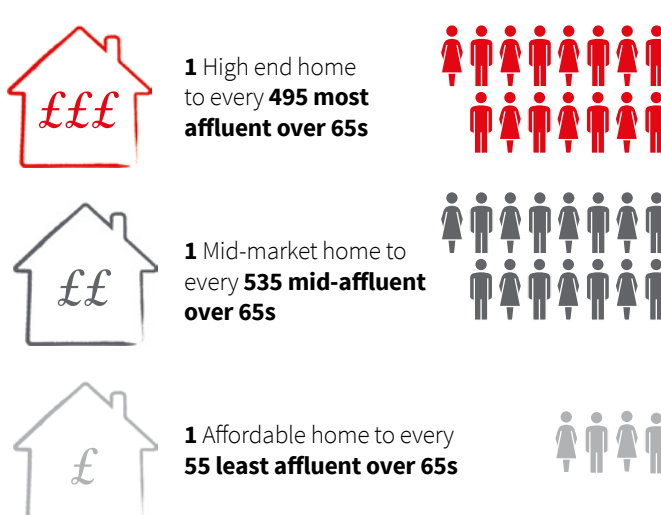 £££
1 High end home
to every 495 most
affluent over 65s
££
1 Mid-market home to
every 535 mid-affluent
over 65s
£
1 Affordable home to every
55 least affluent over 65s